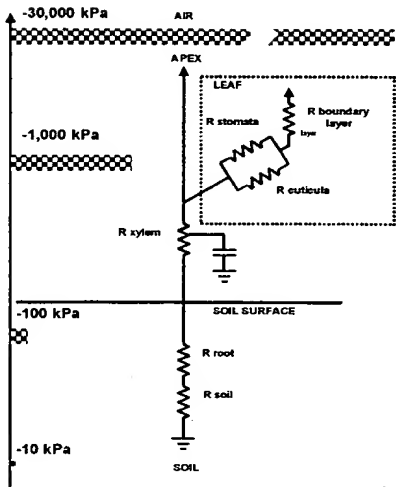 -30,000 kPa
AIR
APEX
LEAF
R stomata
R boundary
layer
layer
-1,000 kPa
R cuticula
R xylem
-100 kPa
SOIL SURFACE
R root
R soil
-10 kPa
SOIL